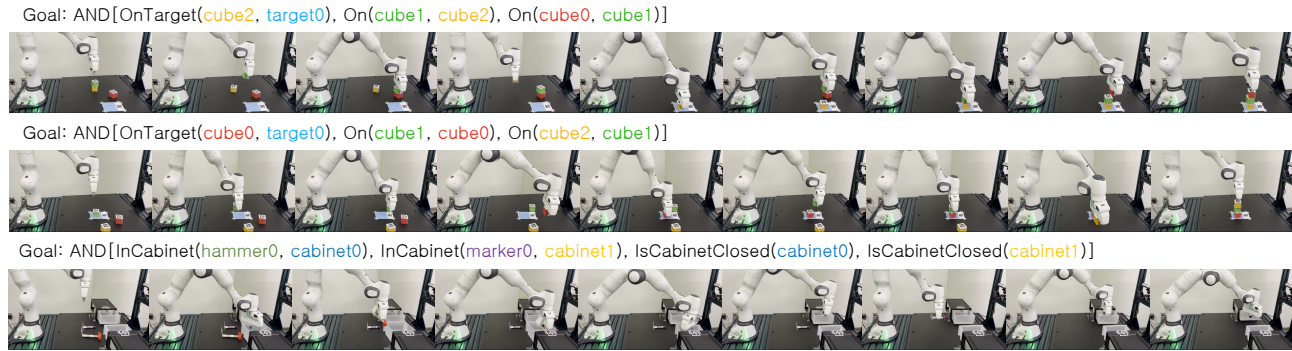 Goal: AND[OnTarget(cube2, target0), On(cube1, cube2), On(cube0, cube1)]
Goal: AND[OnTarget(cube0, target0), On(cube1, cube0), On(cube2, cube1)]
Goal: AND[InCabinet(hammer0, cabinet0), InCabinet(marker0, cabinet1), IsCabinetClosed(cabinet0), IsCabinetClosed(cabinet1)]